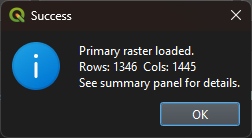 Success
Primary raster loaded.
Rows: 1346  Cols: 1445
See summary panel for details.
OK